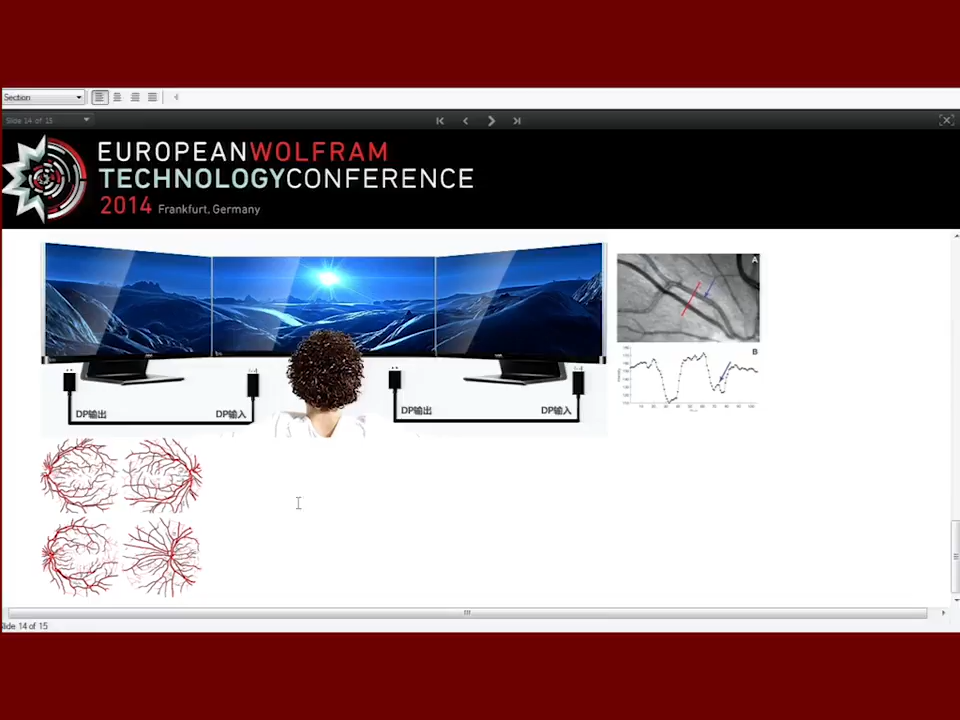 Section
Slide 14 of 15
EUROPEANWOLFRAM
TECHNOLOGYCONFERENCE
2014 Frankfurt, Germany
A
B
DP输出
DP输入
DP输出
DP输入
Slide 14 of 15